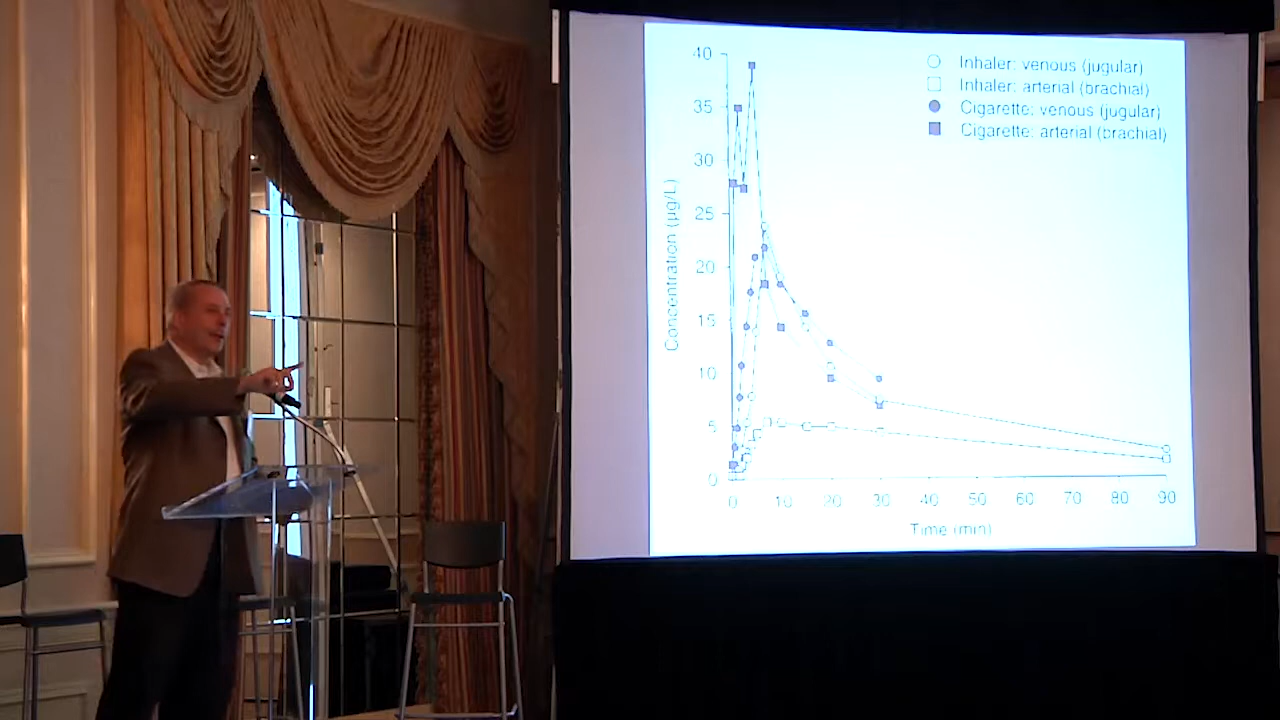 Inhaler: venous (jugular)
Inhaler: arterial (brachial)
Cigarette: venous (jugular)
Cigarette: arterial (brachial)
40
35
30
25
20
15
10
5
0
Concentration (µg/L)
0 10 20 30 40 50 60 70 80 90
Time (min)